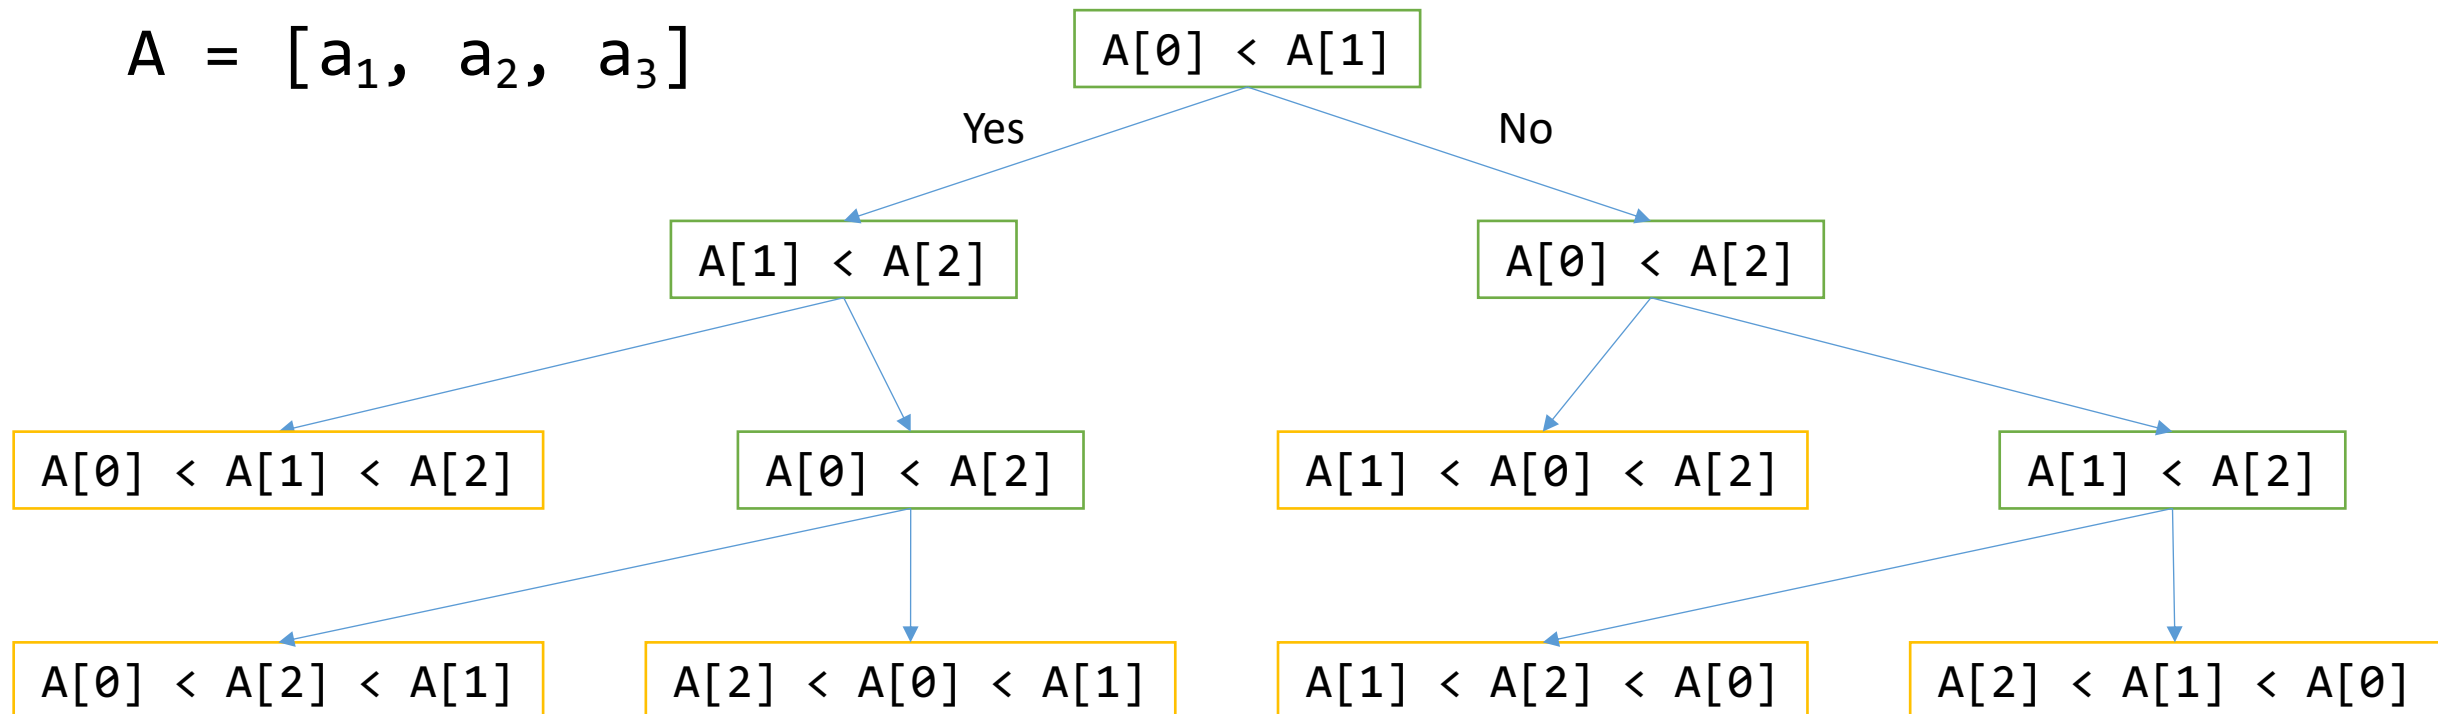 A = [a₁, a₂, a₃]
A[0] < A[1]
Yes
No
A[1] < A[2]
A[0] < A[2]
A[0] < A[1] < A[2]
A[0] < A[2]
A[1] < A[0] < A[2]
A[1] < A[2]
A[0] < A[2] < A[1]
A[2] < A[0] < A[1]
A[1] < A[2] < A[0]
A[2] < A[1] < A[0]